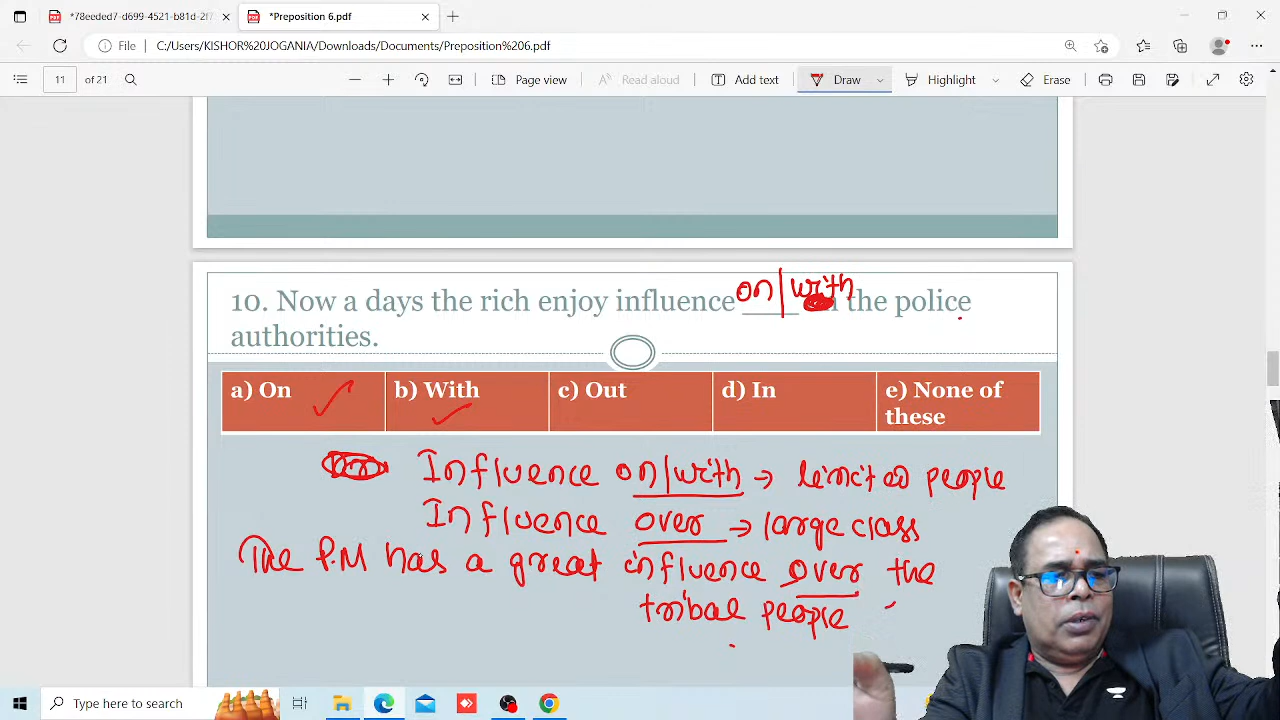 *78eeded7-d699-4521-b81d-2f7
*Preposition 6.pdf
File
C:/Users/KISHOR%20JOGANIA/Downloads/Documents/Preposition%206.pdf
11 of 21
Page view
Read aloud
Add text
Draw
Highlight
Erase
on|with
10. Now a days the rich enjoy influence ____ the police
authorities.
a) On
b) With
c) Out
d) In
e) None of
these
Influence on|with → limited people
Influence over → large class
The P.M has a great influence over the
tribal people
Type here to search